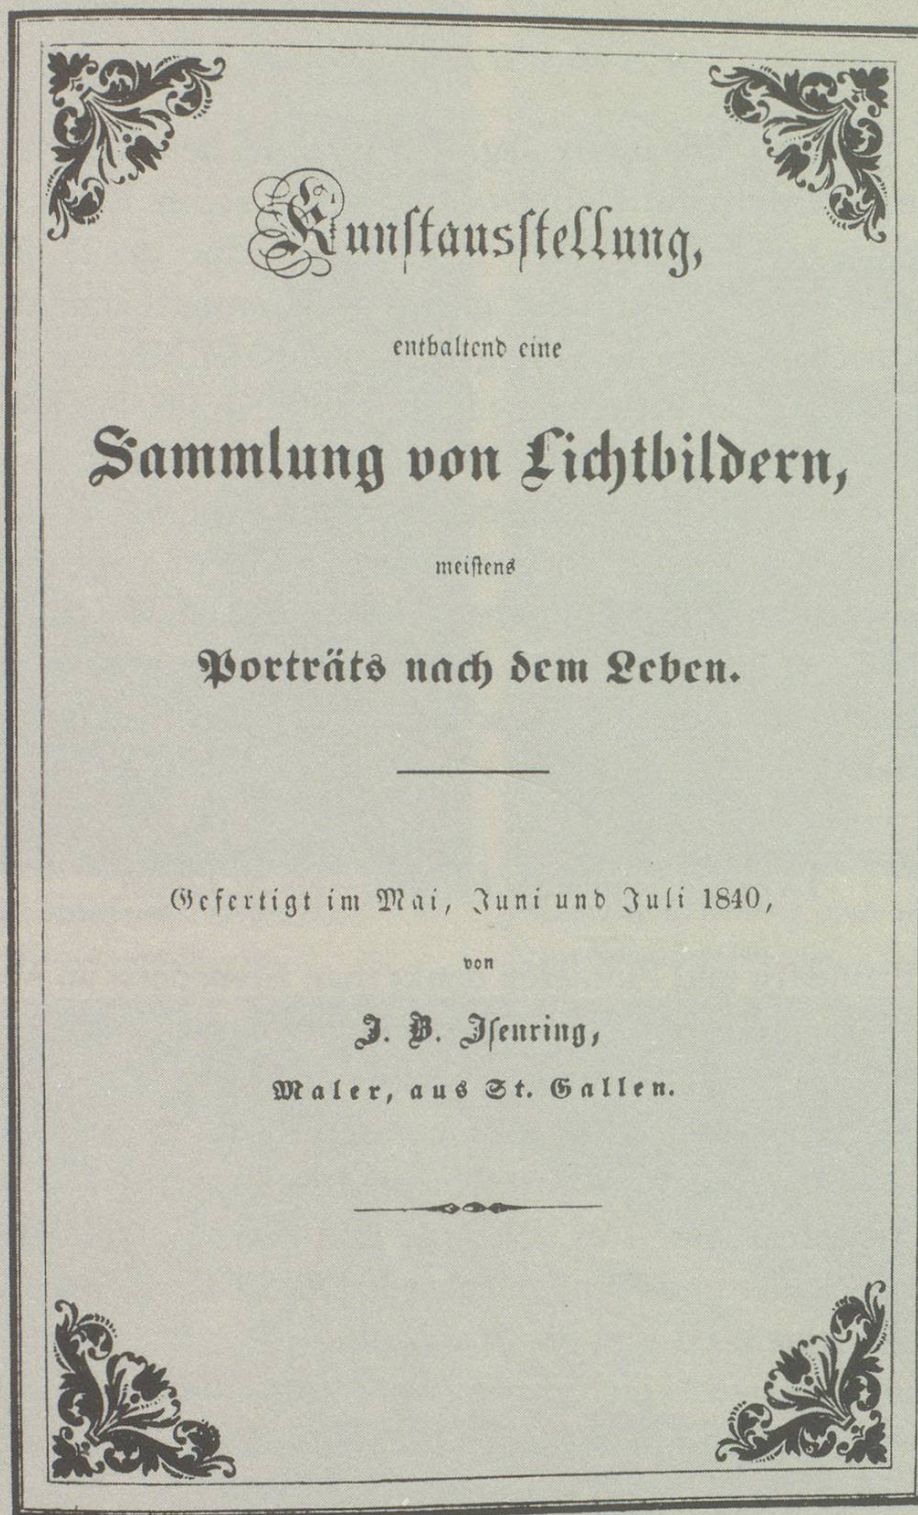 Kunstausstellung,
enthaltend eine
Sammlung von Lichtbildern,
meistens
Porträts nach dem Leben.
Gefertigt im Mai, Juni und Juli 1840,
von
J. B. Isenring,
Maler, aus St. Gallen.